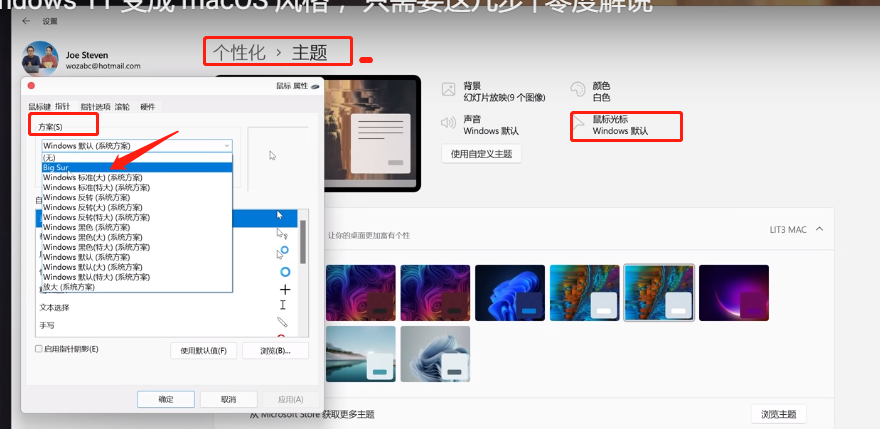 indows 11 变成 macOS 风格， 只需要这几步 | 零度解说
设置
Joe Steven
wozabc@hotmail.com
个性化 › 主题
背景
幻灯片放映(9 个图像)
颜色
白色
声音
Windows 默认
鼠标光标
Windows 默认
使用自定义主题
鼠标 属性
鼠标键 指针 指针选项 滚轮 硬件
方案(S)
Windows 默认 (系统方案)
(无)
Big Sur
Windows 标准(大) (系统方案)
Windows 标准(特大) (系统方案)
Windows 反转 (系统方案)
Windows 反转(大) (系统方案)
Windows 反转(特大) (系统方案)
Windows 黑色 (系统方案)
Windows 黑色(大) (系统方案)
Windows 黑色(特大) (系统方案)
Windows 默认 (系统方案)
Windows 默认(大) (系统方案)
Windows 默认(特大) (系统方案)
放大 (系统方案)
文本选择
手写
启用指针阴影(E)
使用默认值(F)
浏览(B)...
确定
取消
应用(A)
让你的桌面更加富有个性
LIT3 MAC
从 Microsoft Store 获取更多主题
浏览主题